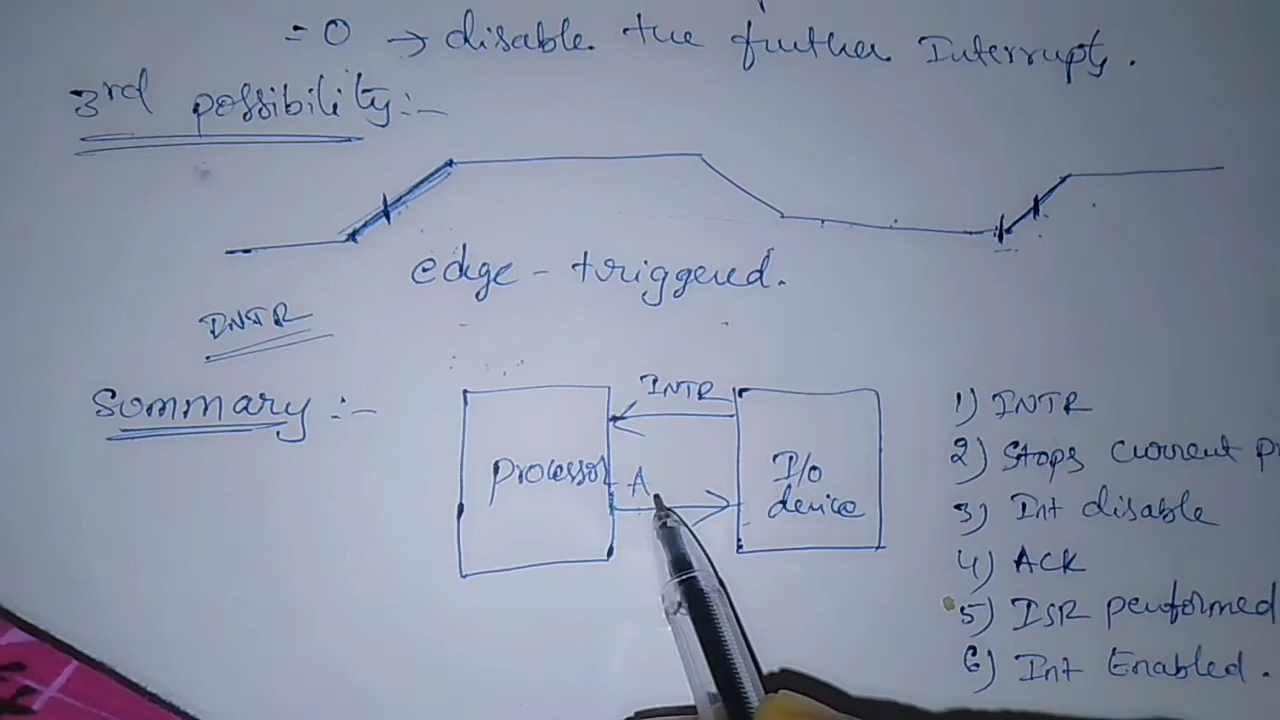 = 0 → disable the further Interrupts.
3rd possibility:-
edge - triggered.
INTR
Summary :-
INTR
processor
A
I/o
device
1) INTR
2) Stops current p
3) Int disable
4) ACK
5) ISR performed
6) Int Enabled.